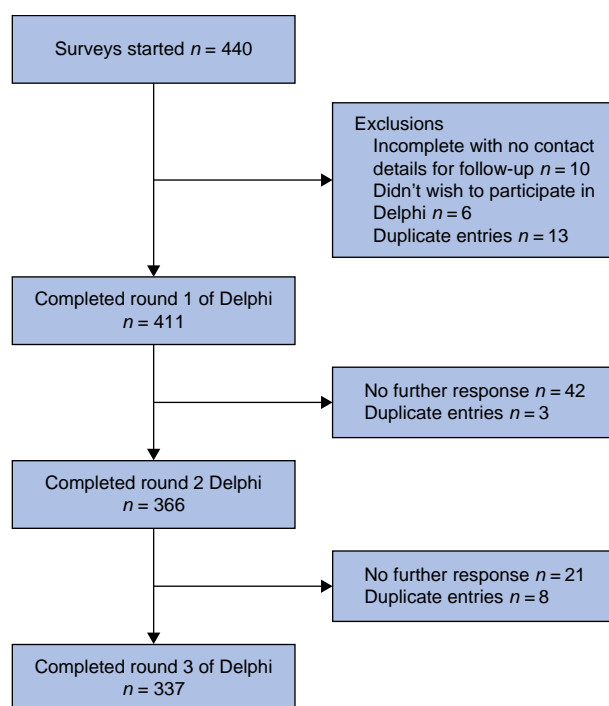 Surveys started n = 440
Exclusions
Incomplete with no contact
details for follow-up n = 10
Didn't wish to participate in
Delphi n = 6
Duplicate entries n = 13
Completed round 1 of Delphi
n = 411
No further response n = 42
Duplicate entries n = 3
Completed round 2 Delphi
n = 366
No further response n = 21
Duplicate entries n = 8
Completed round 3 of Delphi
n = 337